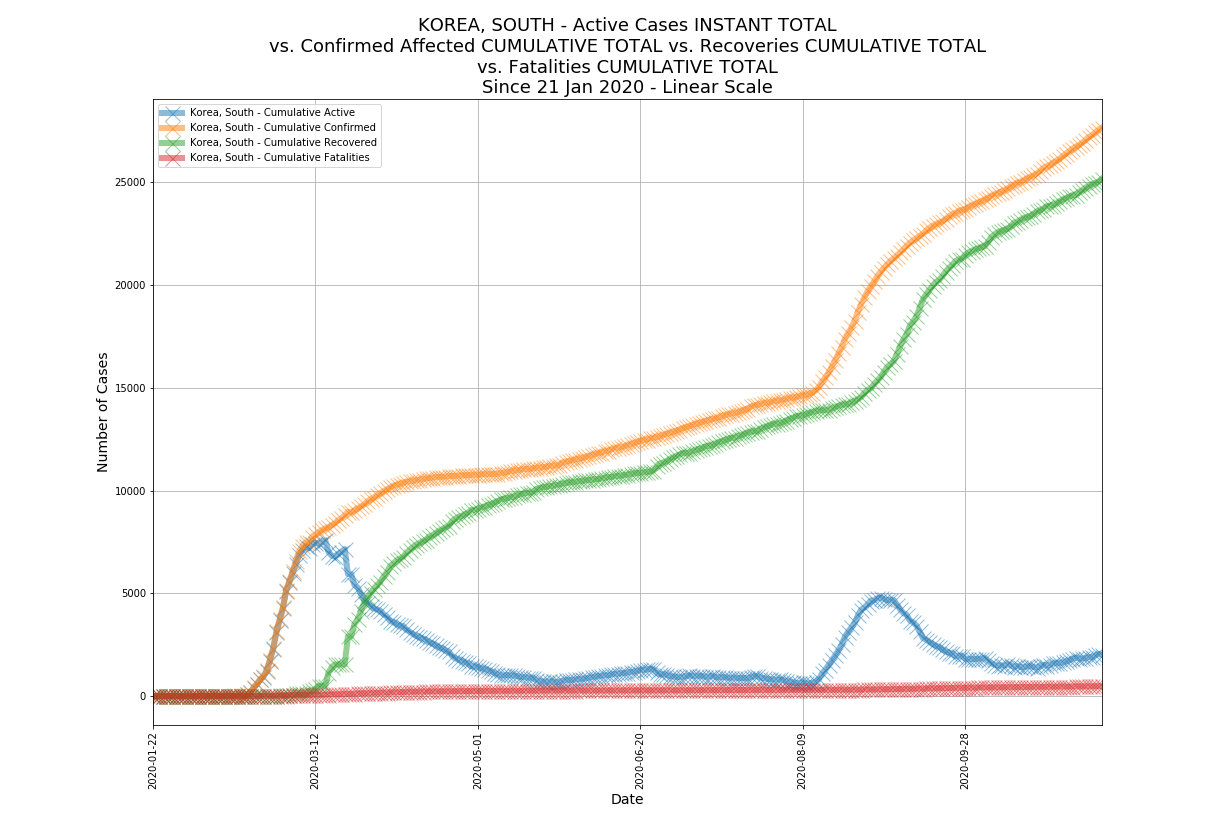 KOREA, SOUTH - Active Cases INSTANT TOTAL
vs. Confirmed Affected CUMULATIVE TOTAL vs. Recoveries CUMULATIVE TOTAL
vs. Fatalities CUMULATIVE TOTAL
Since 21 Jan 2020 - Linear Scale
Korea, South - Cumulative Active
Korea, South - Cumulative Confirmed
Korea, South - Cumulative Recovered
Korea, South - Cumulative Fatalities
Number of Cases
25000
20000
15000
10000
5000
0
2020-01-22
2020-03-12
2020-05-01
2020-06-20
2020-08-09
2020-09-28
Date